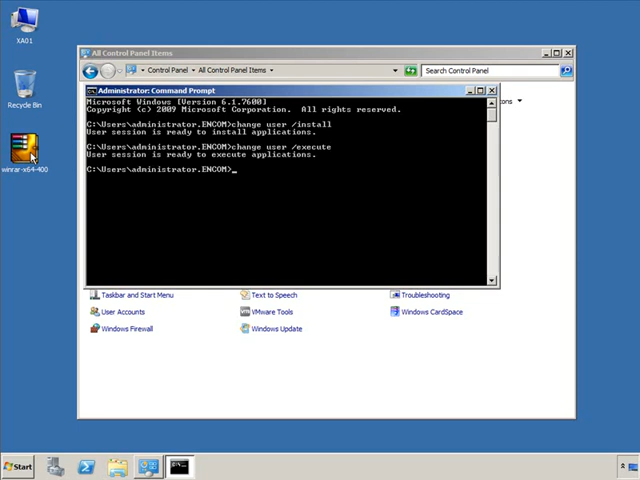 XA01
Recycle Bin
winrar-x64-400
All Control Panel Items
Control Panel
All Control Panel Items
Search Control Panel
Administrator: Command Prompt
Microsoft Windows [Version 6.1.7600]
Copyright (c) 2009 Microsoft Corporation. All rights reserved.
C:\Users\administrator.ENCOM>change user /install
User session is ready to install applications.
C:\Users\administrator.ENCOM>change user /execute
User session is ready to execute applications.
C:\Users\administrator.ENCOM>_
Taskbar and Start Menu
Text to Speech
Troubleshooting
User Accounts
VMware Tools
Windows CardSpace
Windows Firewall
Windows Update
Start